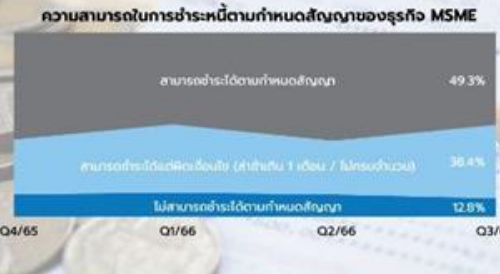 ความสามารถในการชำระหนี้ตามกำหนดสัญญาของธุรกิจ MSME
สามารถชำระได้ตามกำหนดสัญญา 49.3%
สามารถชำระได้แต่ผิดเงื่อนไข (ล่าช้าเกิน 1 เดือน / ไม่ครบจำนวน) 38.4%
ไม่สามารถชำระได้ตามกำหนดสัญญา 12.8%
Q4/65 Q1/66 Q2/66 Q3/